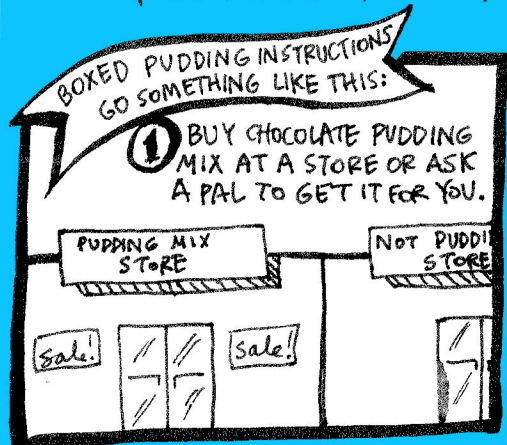 BOXED PUDDING INSTRUCTIONS
GO SOMETHING LIKE THIS:
1 BUY CHOCOLATE PUDDING
MIX AT A STORE OR ASK
A PAL TO GET IT FOR YOU.
PUDDING MIX
STORE
NOT PUDDI
STORE
Sale!
Sale!